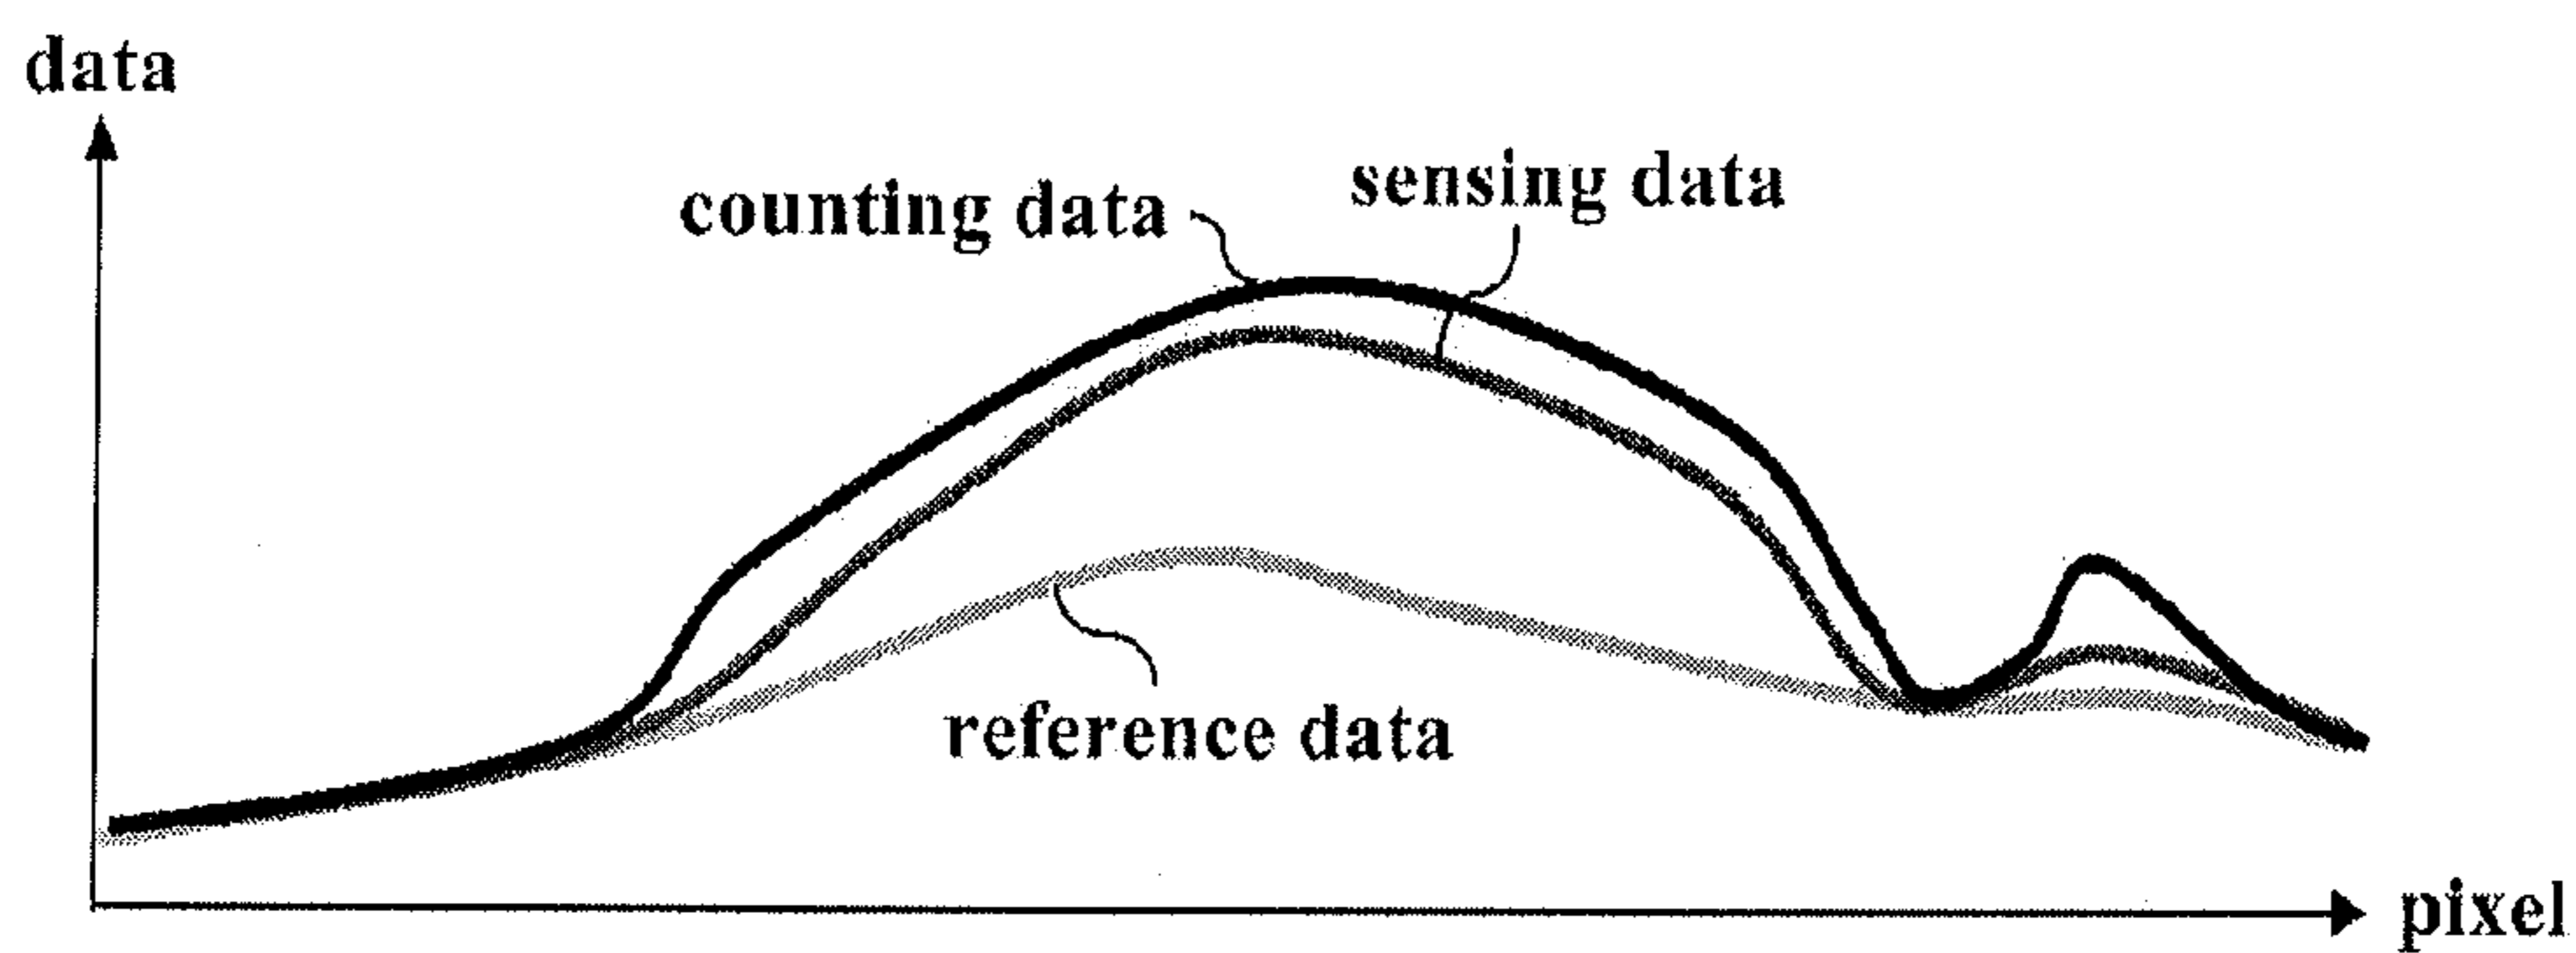 data
counting data
sensing data
reference data
pixel